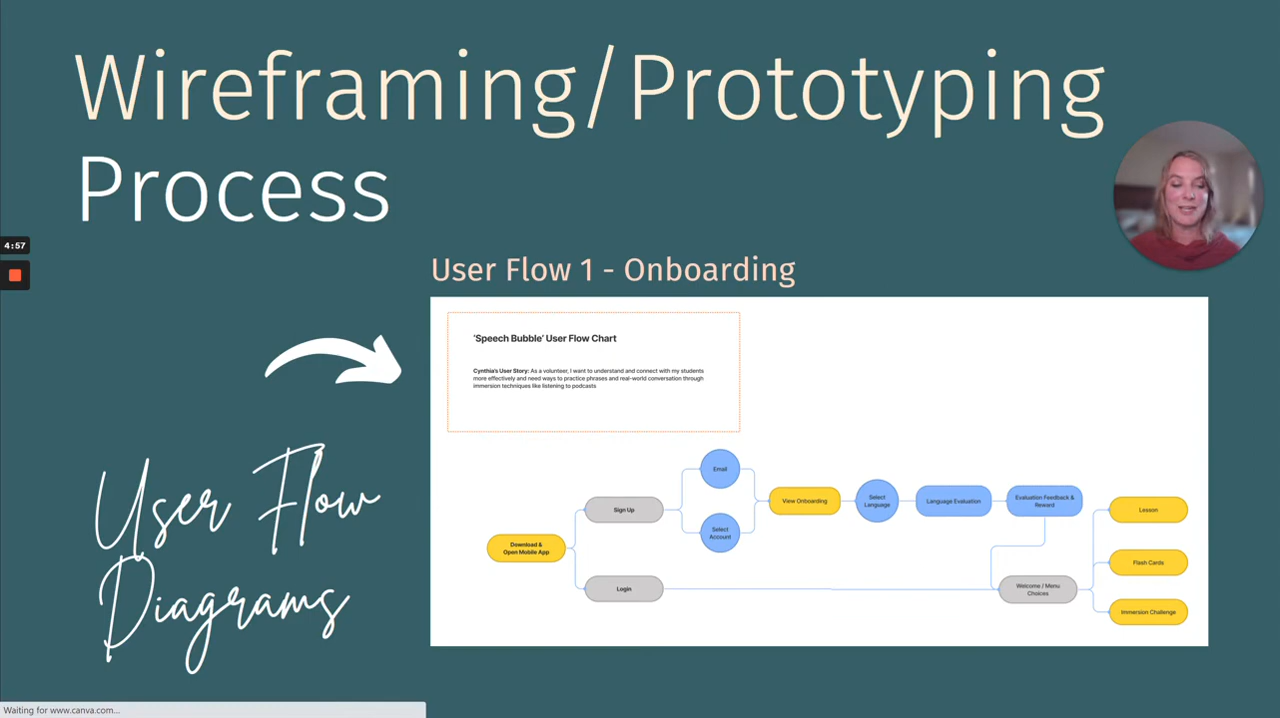 Wireframing/Prototyping
Process
4:57
User Flow 1 - Onboarding
'Speech Bubble' User Flow Chart
Cynthia's User Story: As a volunteer, I want to understand and connect with my students
more effectively and need ways to practice phrases and real-world conversation through
immersion techniques like listening to podcasts
User Flow
Diagrams
Download &
Open Mobile App
Sign Up
Login
Email
Select
Account
View Onboarding
Select
Language
Language Evaluation
Evaluation Feedback &
Reward
Welcome / Menu
Choices
Lesson
Flash Cards
Immersion Challenge
Waiting for www.canva.com...